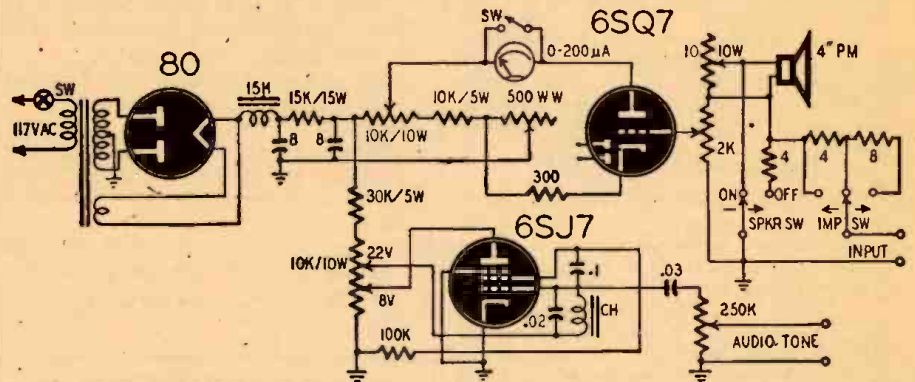 80
6SQ7
SW
0-200µA
10
10W
4" PM
SW
117VAC
15H
15K/15W
10K/10W
10K/5W
500 WW
8
8
300
2K
4
4
8
ON
OFF
SPKR SW
IMP
SW
INPUT
30K/5W
6SJ7
10K/10W
22V
8V
.1
.02
CH
.03
250K
100K
AUDIO-TONE